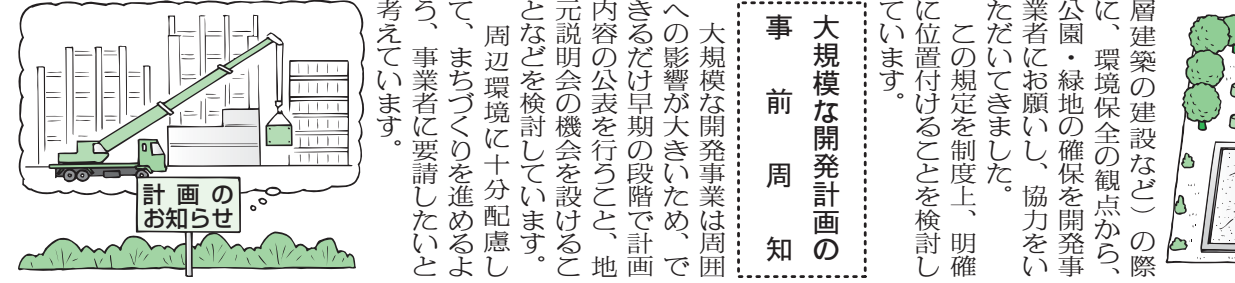 層建築の建設など）の際
に、環境保全の観点から、
公園・緑地の確保を開発事
業者にお願いし、協力をい
ただいてきました。
この規定を制度上、明確
に位置付けることを検討し
ています。
大規模な開発計画の
事前周知
大規模な開発事業は周囲
への影響が大きいため、で
きるだけ早期の段階で計画
内容の公表を行うこと、地
元説明会の機会を設けるこ
となどを検討しています。
周辺環境に十分配慮し
て、まちづくりを進めるよ
う、事業者に要請したいと
考えています。
計画の
お知らせ